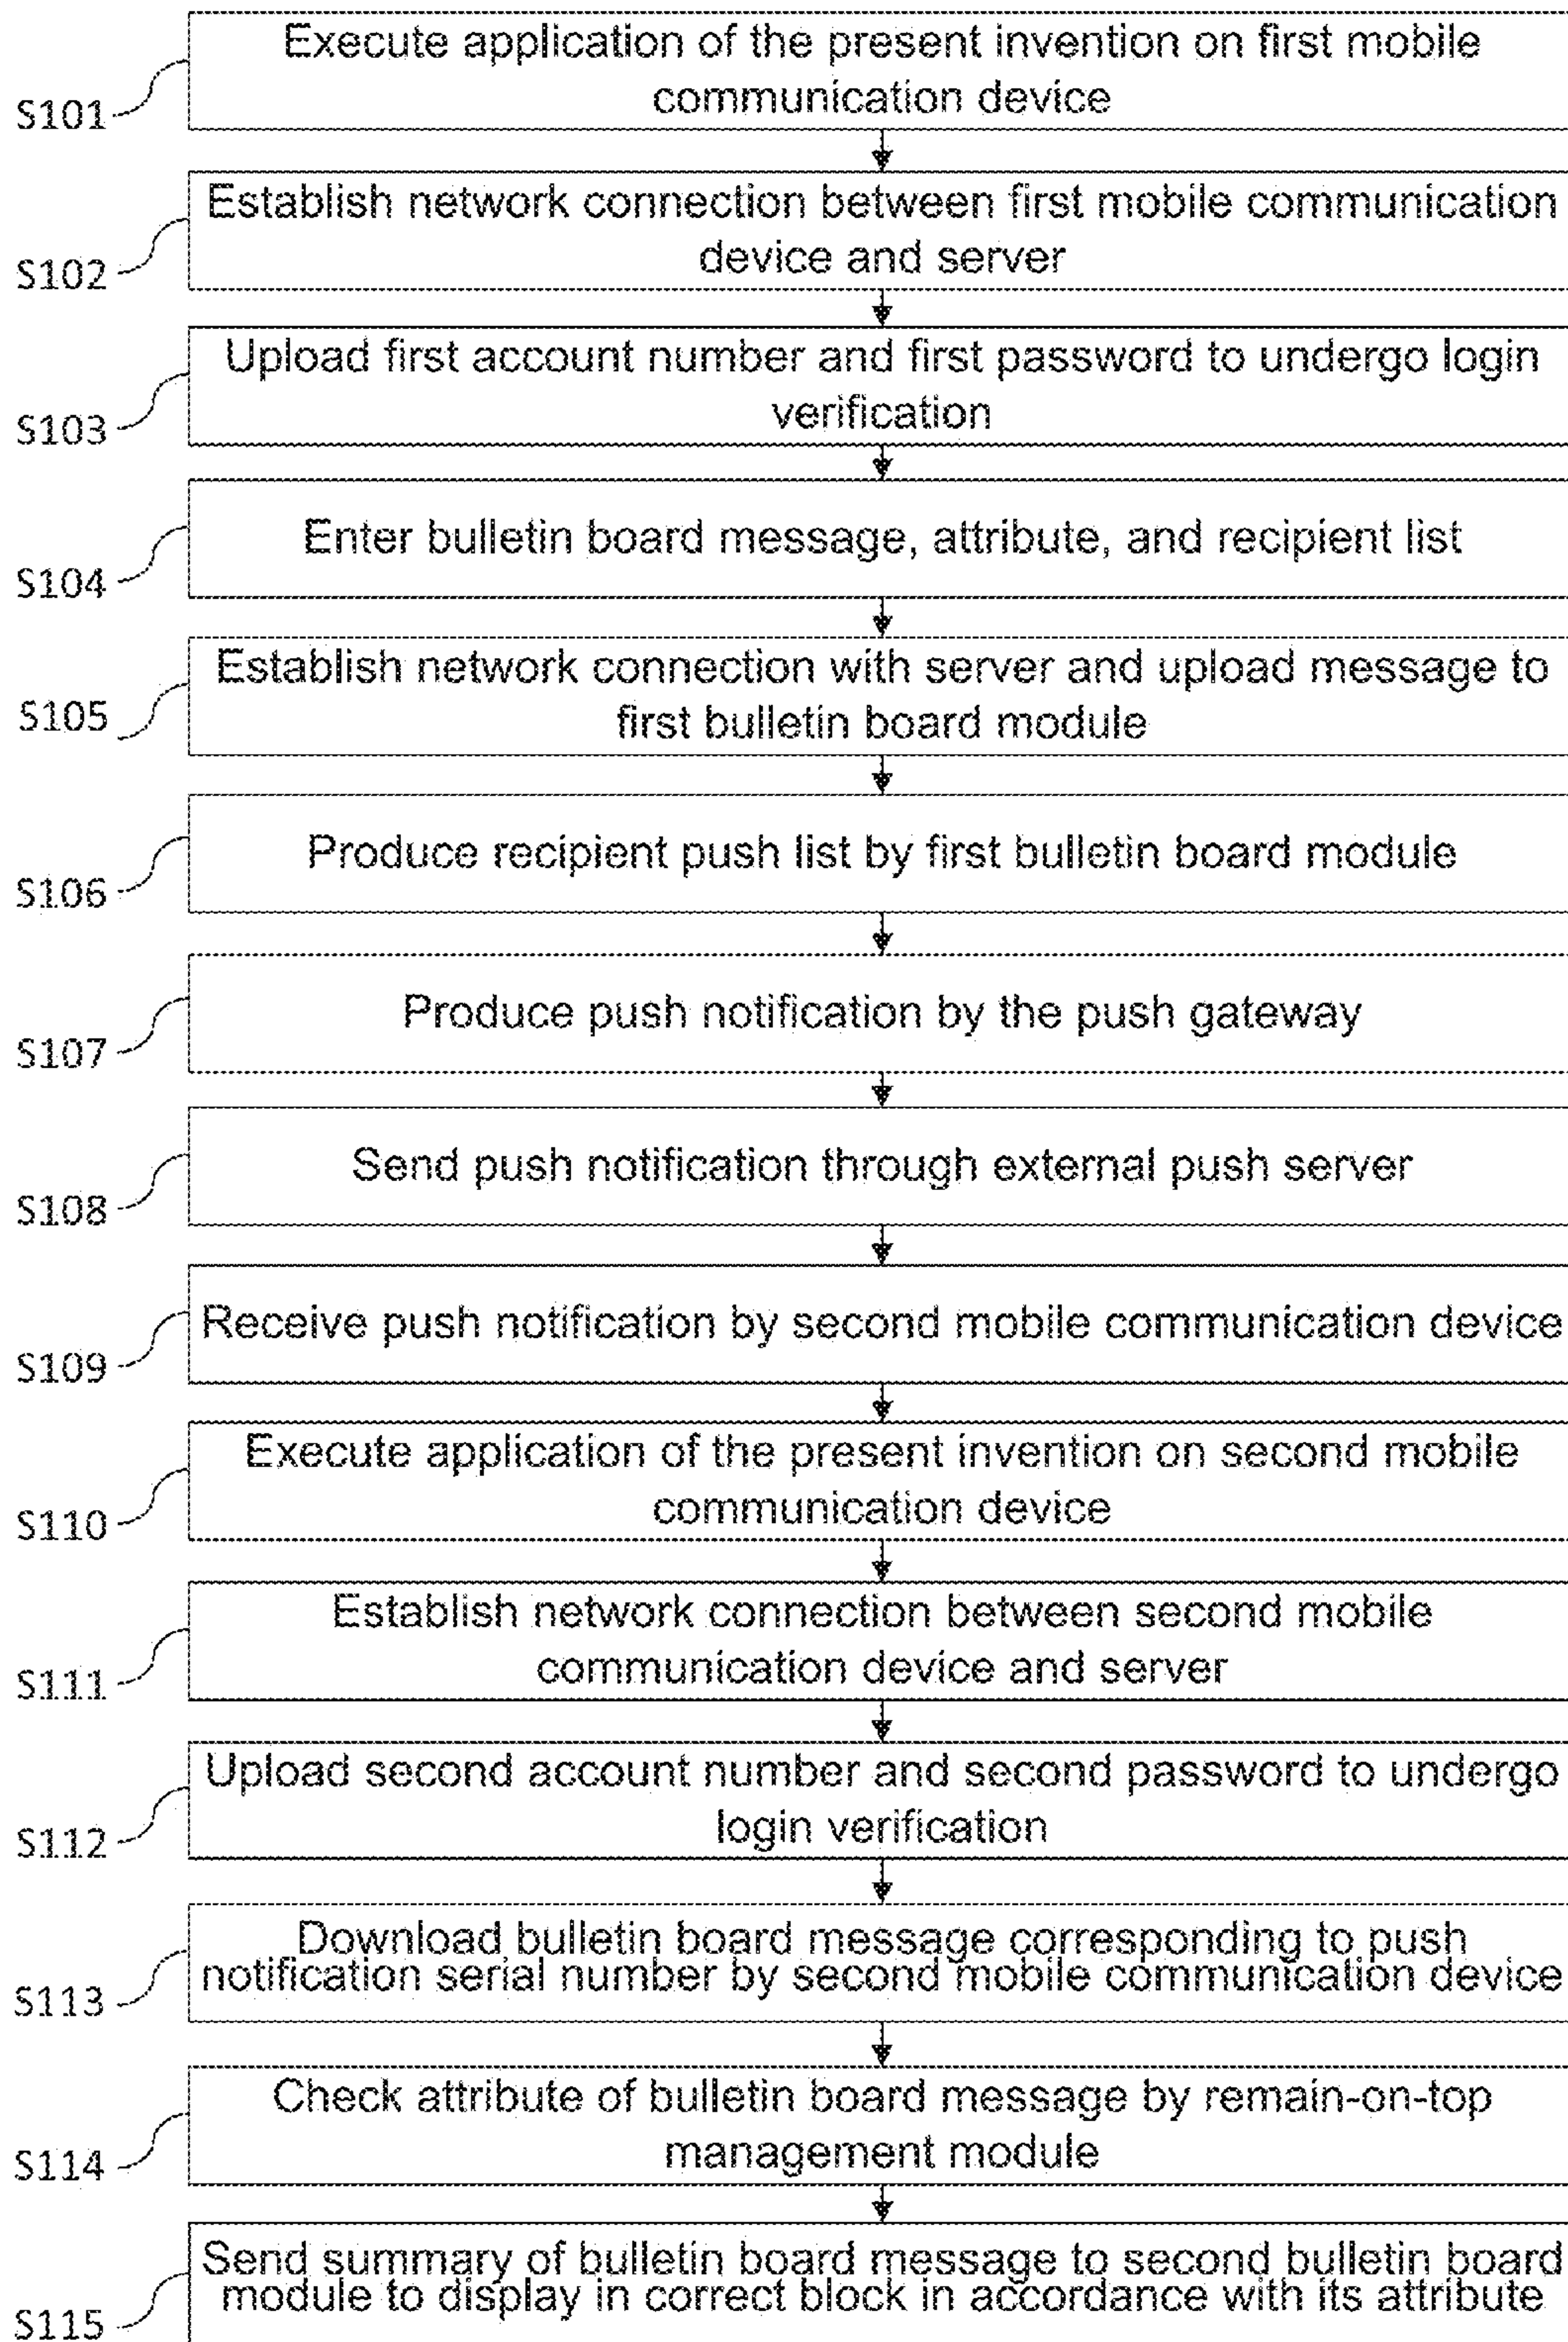 Execute application of the present invention on first mobile
communication device
S101
Establish network connection between first mobile communication
device and server
S102
Upload first account number and first password to undergo login
verification
S103
Enter bulletin board message, attribute, and recipient list
S104
Establish network connection with server and upload message to
first bulletin board module
S105
Produce recipient push list by first bulletin board module
S106
Produce push notification by the push gateway
S107
Send push notification through external push server
S108
Receive push notification by second mobile communication device
S109
Execute application of the present invention on second mobile
communication device
S110
Establish network connection between second mobile
communication device and server
S111
Upload second account number and second password to undergo
login verification
S112
Download bulletin board message corresponding to push
notification serial number by second mobile communication device
S113
Check attribute of bulletin board message by remain-on-top
management module
S114
Send summary of bulletin board message to second bulletin board
module to display in correct block in accordance with its attribute
S115